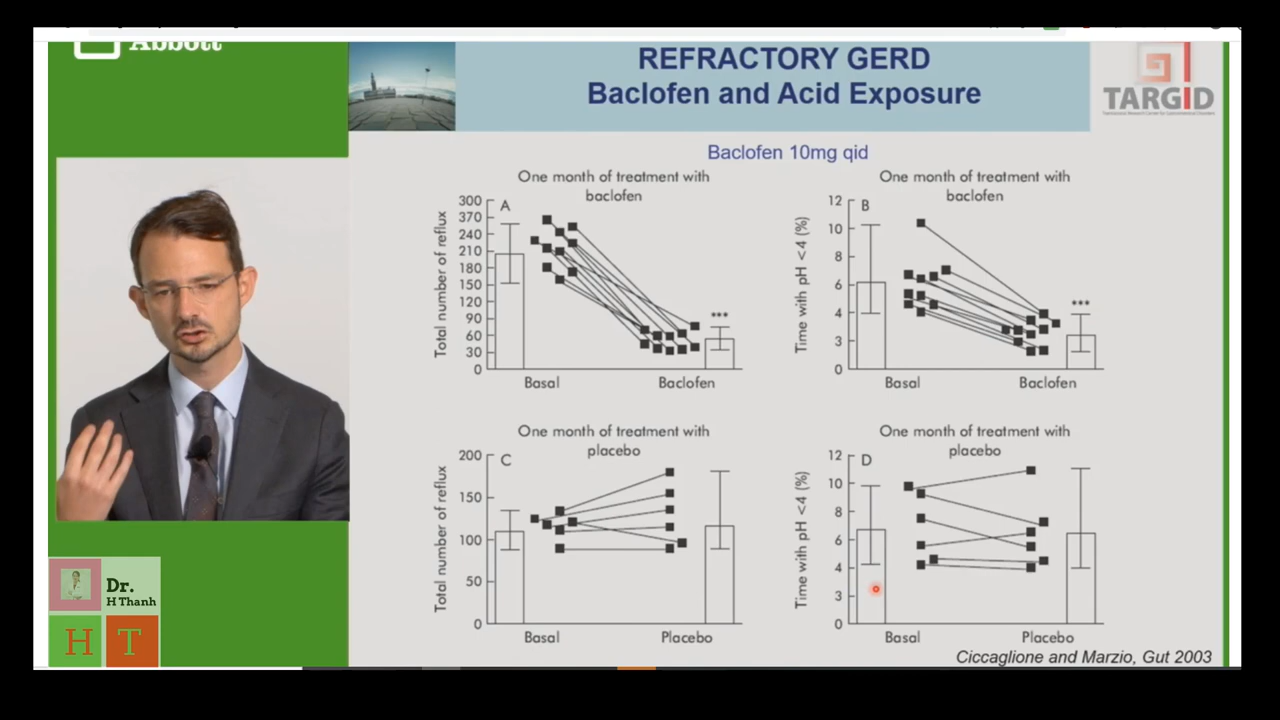 Abbott
REFRACTORY GERD
Baclofen and Acid Exposure
TARGID
Baclofen 10mg qid
One month of treatment with
baclofen
A
Total number of reflux
300
370
240
210
180
150
120
90
60
30
0
***
Basal
Baclofen
One month of treatment with
baclofen
B
Time with pH <4 (%)
12
10
8
6
4
3
0
***
Basal
Baclofen
One month of treatment with
placebo
C
Total number of reflux
200
150
100
50
0
Basal
Placebo
One month of treatment with
placebo
D
Time with pH <4 (%)
12
10
8
6
4
3
0
Basal
Placebo
Ciccaglione and Marzio, Gut 2003
Dr.
H Thanh
H T